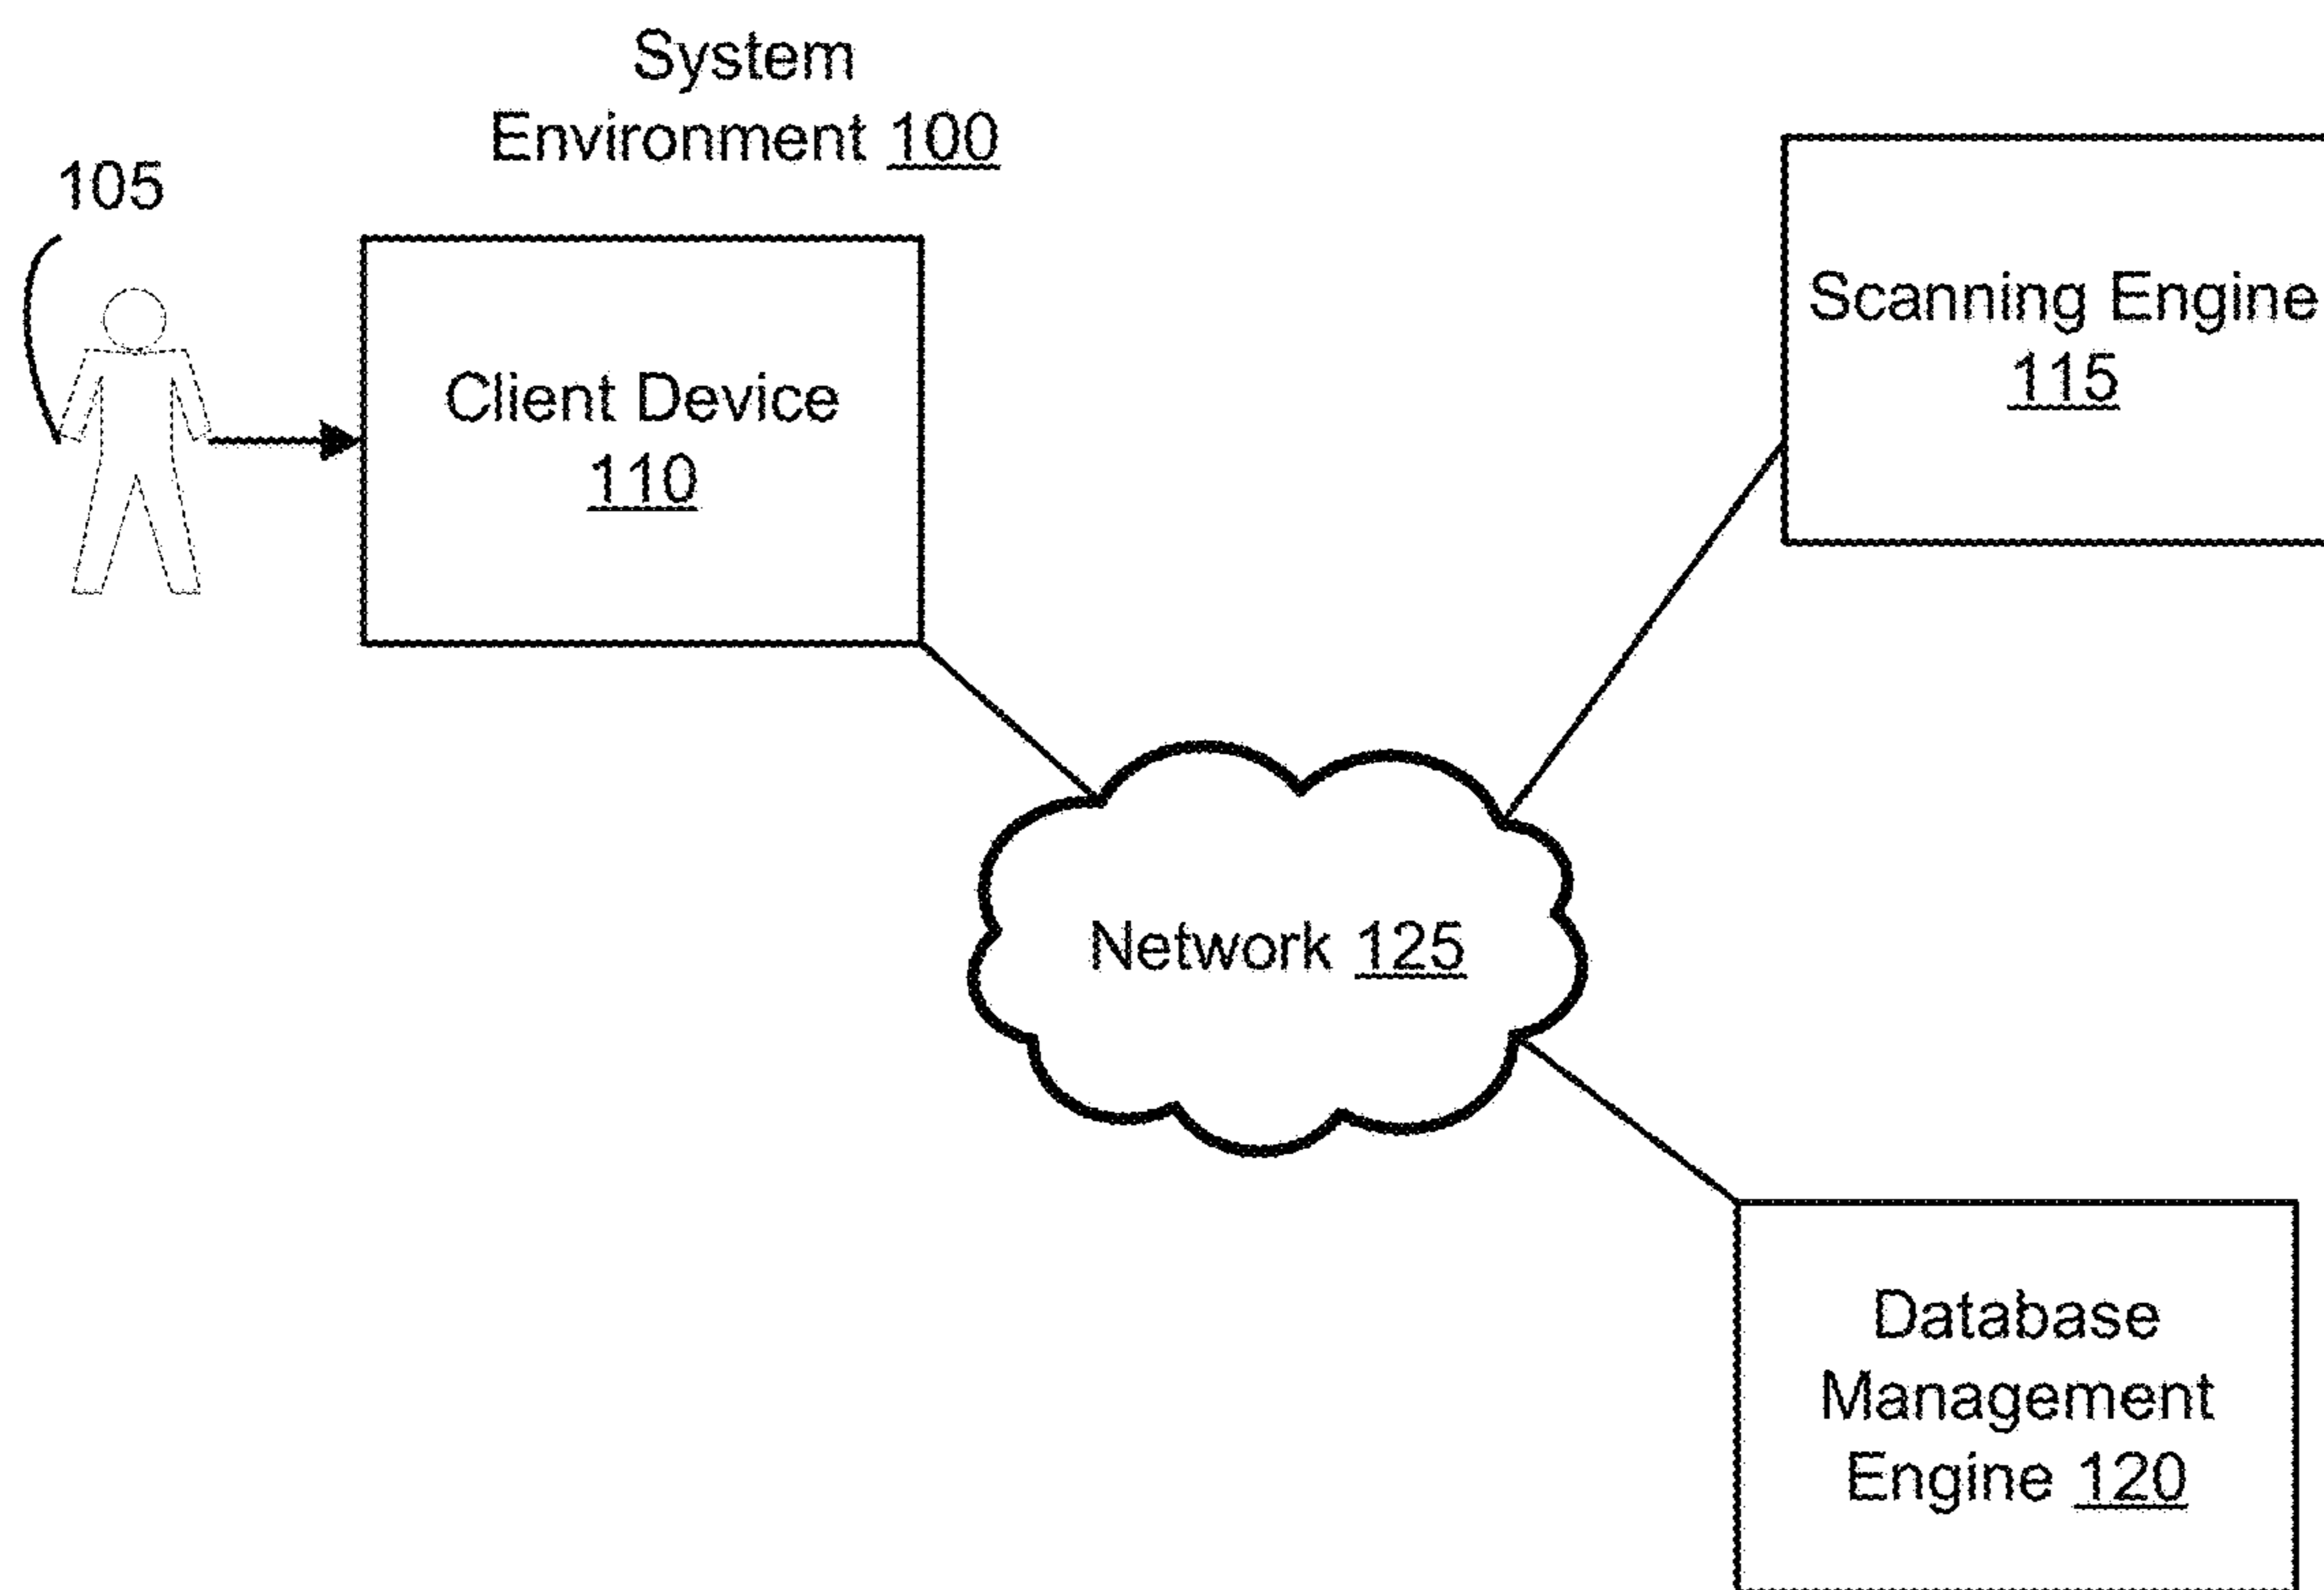 System
Environment 100
105
Client Device
110
Scanning Engine
115
Network 125
Database
Management
Engine 120